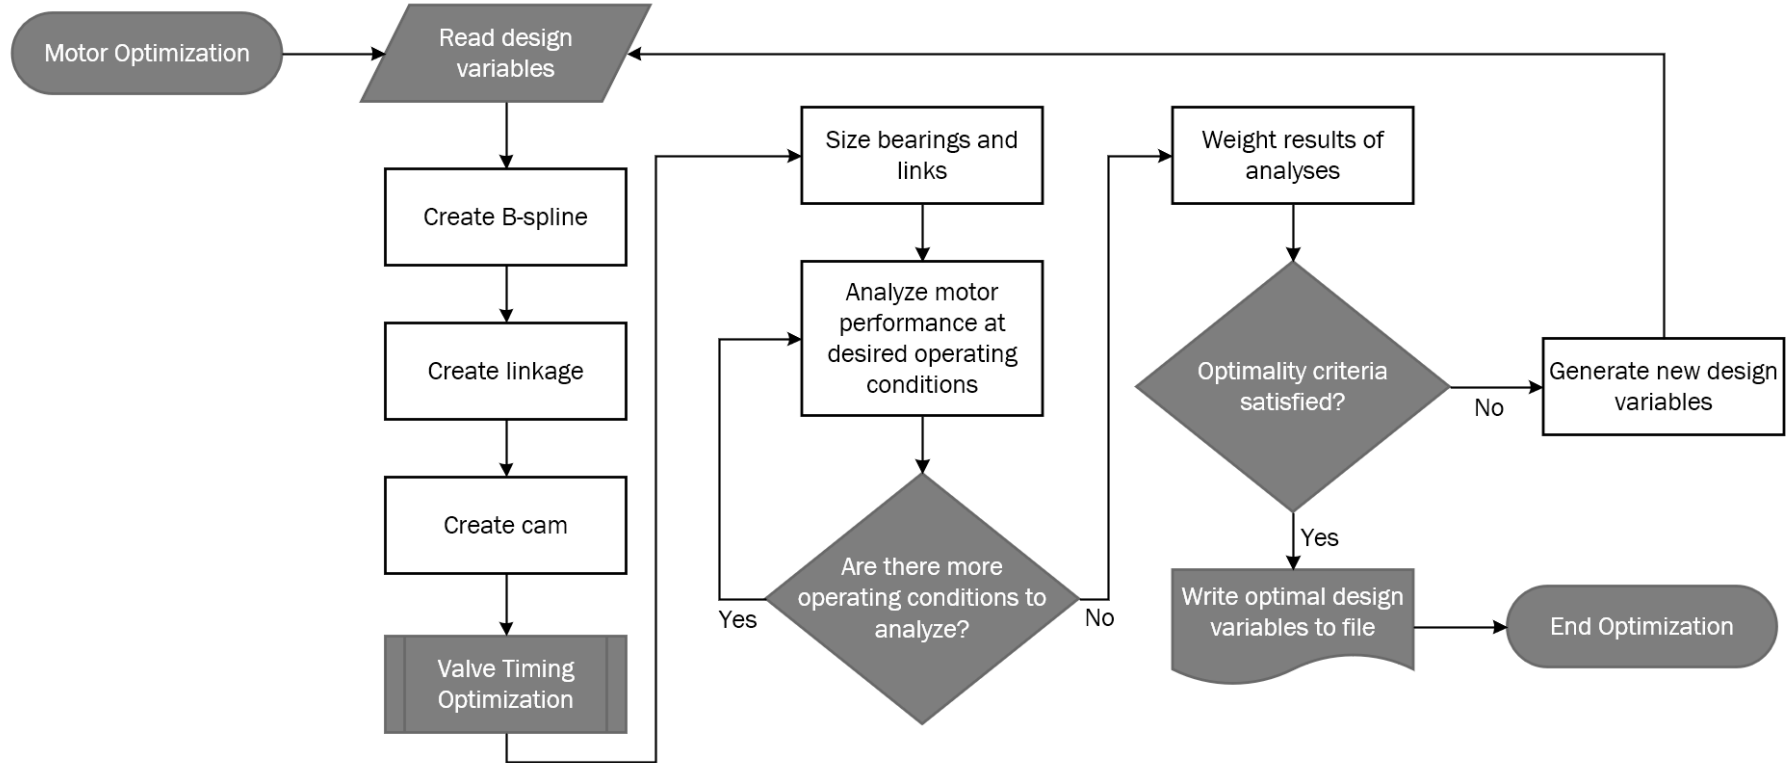 Motor Optimization
Read design
variables
Create B-spline
Create linkage
Create cam
Valve Timing
Optimization
Size bearings and
links
Analyze motor
performance at
desired operating
conditions
Are there more
operating conditions to
analyze?
Yes
No
Weight results of
analyses
Optimality criteria
satisfied?
No
Generate new design
variables
Yes
Write optimal design
variables to file
End Optimization